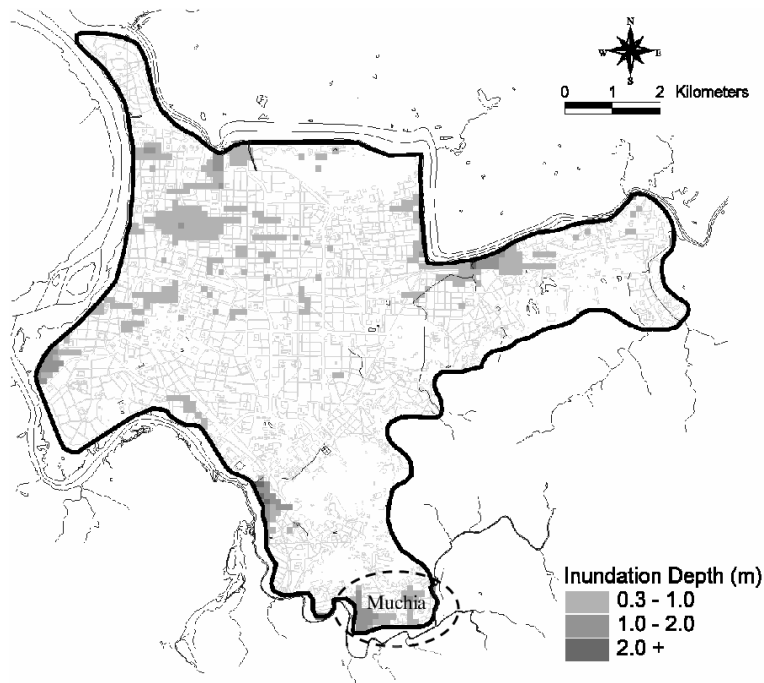 N
W E
S
0 1 2 Kilometers
Muchia
Inundation Depth (m)
0.3 - 1.0
1.0 - 2.0
2.0 +